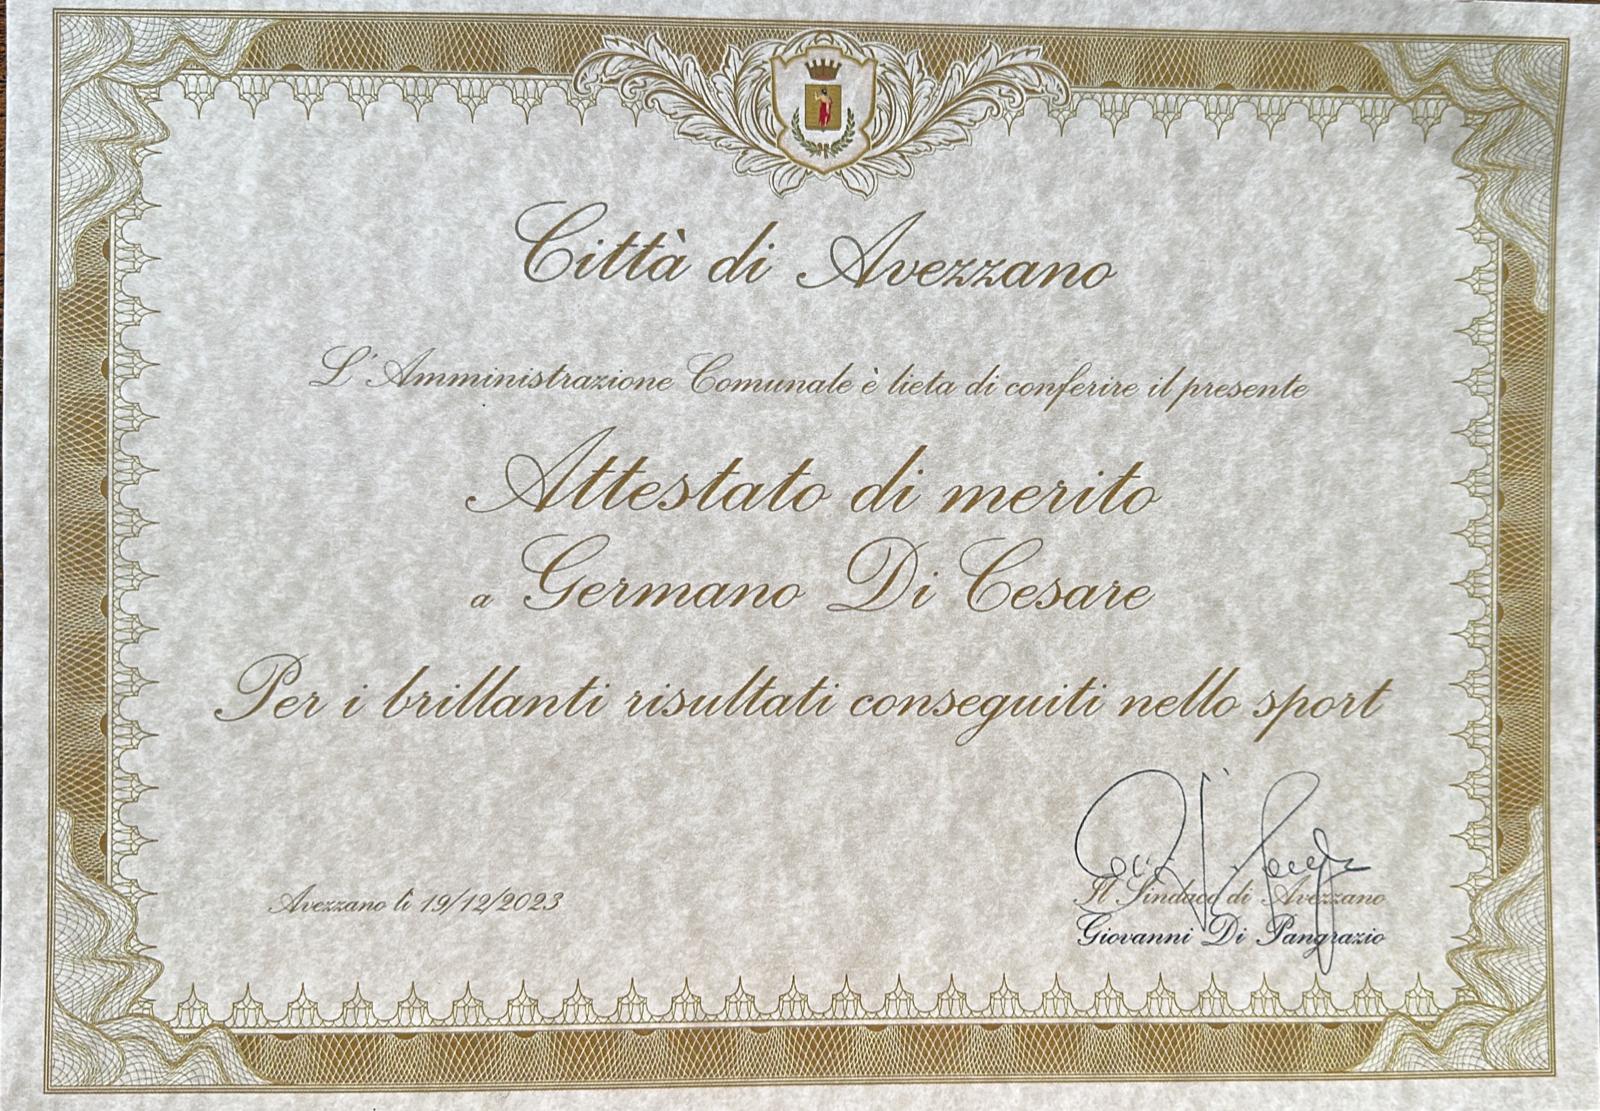 Città di Avezzano
L'Amministrazione Comunale è lieta di conferire il presente
Attestato di merito
a Germano Di Cesare
Per i brillanti risultati conseguiti nello sport
Avezzano lì 19/12/2023
Il Sindaco di Avezzano
Giovanni Di Pangrazio